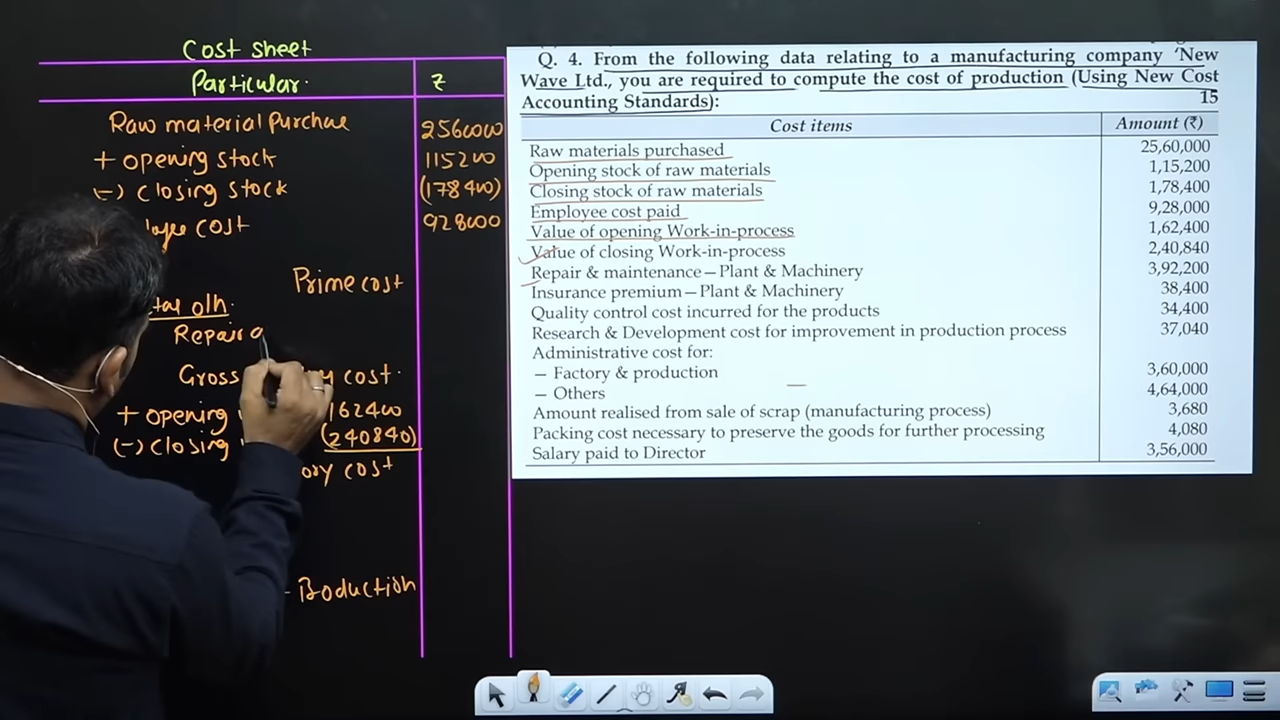 Cost sheet
Particular. ₹
Raw material Purchae 2560000
+ opening stock 115200
(-) closing stock (178400)
cost 928000
Prime cost
o/h.
Repair
Gross cost.
+ opening 162400
(-) closing (240840)
cost
Production
Q. 4. From the following data relating to a manufacturing company 'New
Wave Ltd., you are required to compute the cost of production (Using New Cost
Accounting Standards): 15
Cost items Amount (₹)
Raw materials purchased 25,60,000
Opening stock of raw materials 1,15,200
Closing stock of raw materials 1,78,400
Employee cost paid 9,28,000
Value of opening Work-in-process 1,62,400
Value of closing Work-in-process 2,40,840
Repair & maintenance – Plant & Machinery 3,92,200
Insurance premium – Plant & Machinery 38,400
Quality control cost incurred for the products 34,400
Research & Development cost for improvement in production process 37,040
Administrative cost for:
– Factory & production 3,60,000
– Others 4,64,000
Amount realised from sale of scrap (manufacturing process) 3,680
Packing cost necessary to preserve the goods for further processing 4,080
Salary paid to Director 3,56,000